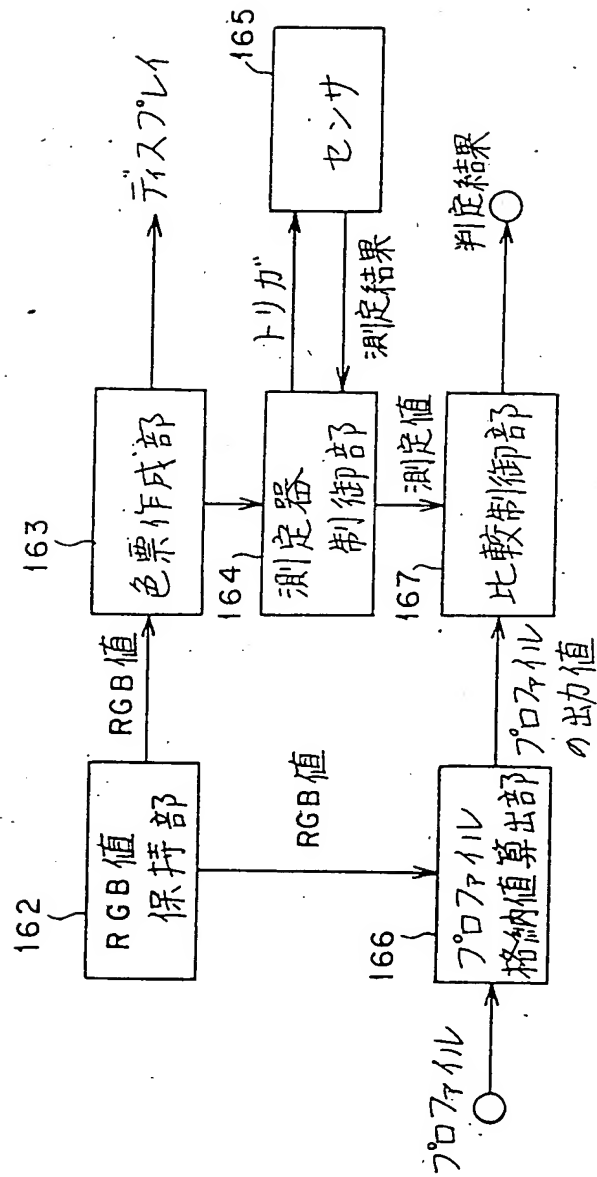 162
RGB値
保持部
RGB値
163
色票作成部
ディスプレイ
164
測定器
制御部
トリガ
測定結果
165
センサ
RGB値
測定値
プロファイル
166
プロファイル
格納値算出部
プロファイル
の出力値
167
比較制御部
判定結果